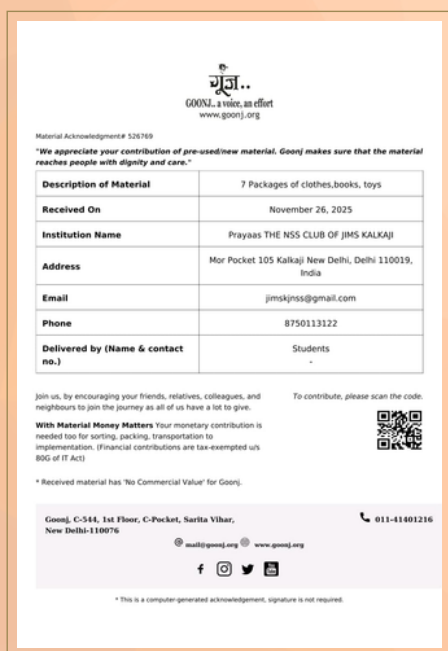 गूंज..
GOONJ.. a voice, an effort
www.goonj.org
Material Acknowledgment# 526769
"We appreciate your contribution of pre-used/new material. Goonj makes sure that the material
reaches people with dignity and care."
Description of Material 7 Packages of clothes,books, toys
Received On November 26, 2025
Institution Name Prayaas THE NSS CLUB OF JIMS KALKAJI
Address Mor Pocket 105 Kalkaji New Delhi, Delhi 110019,
India
Email jimskjnss@gmail.com
Phone 8750113122
Delivered by (Name & contact
no.) Students
-
Join us, by encouraging your friends, relatives, colleagues, and
neighbours to join the journey as all of us have a lot to give.
To contribute, please scan the code.
With Material Money Matters Your monetary contribution is
needed too for sorting, packing, transportation to
implementation. (Financial contributions are tax-exempted u/s
80G of IT Act)
* Received material has 'No Commercial Value' for Goonj.
Goonj, C-544, 1st Floor, C-Pocket, Sarita Vihar,
New Delhi-110076
011-41401216
mail@goonj.org www.goonj.org
* This is a computer-generated acknowledgement, signature is not required.